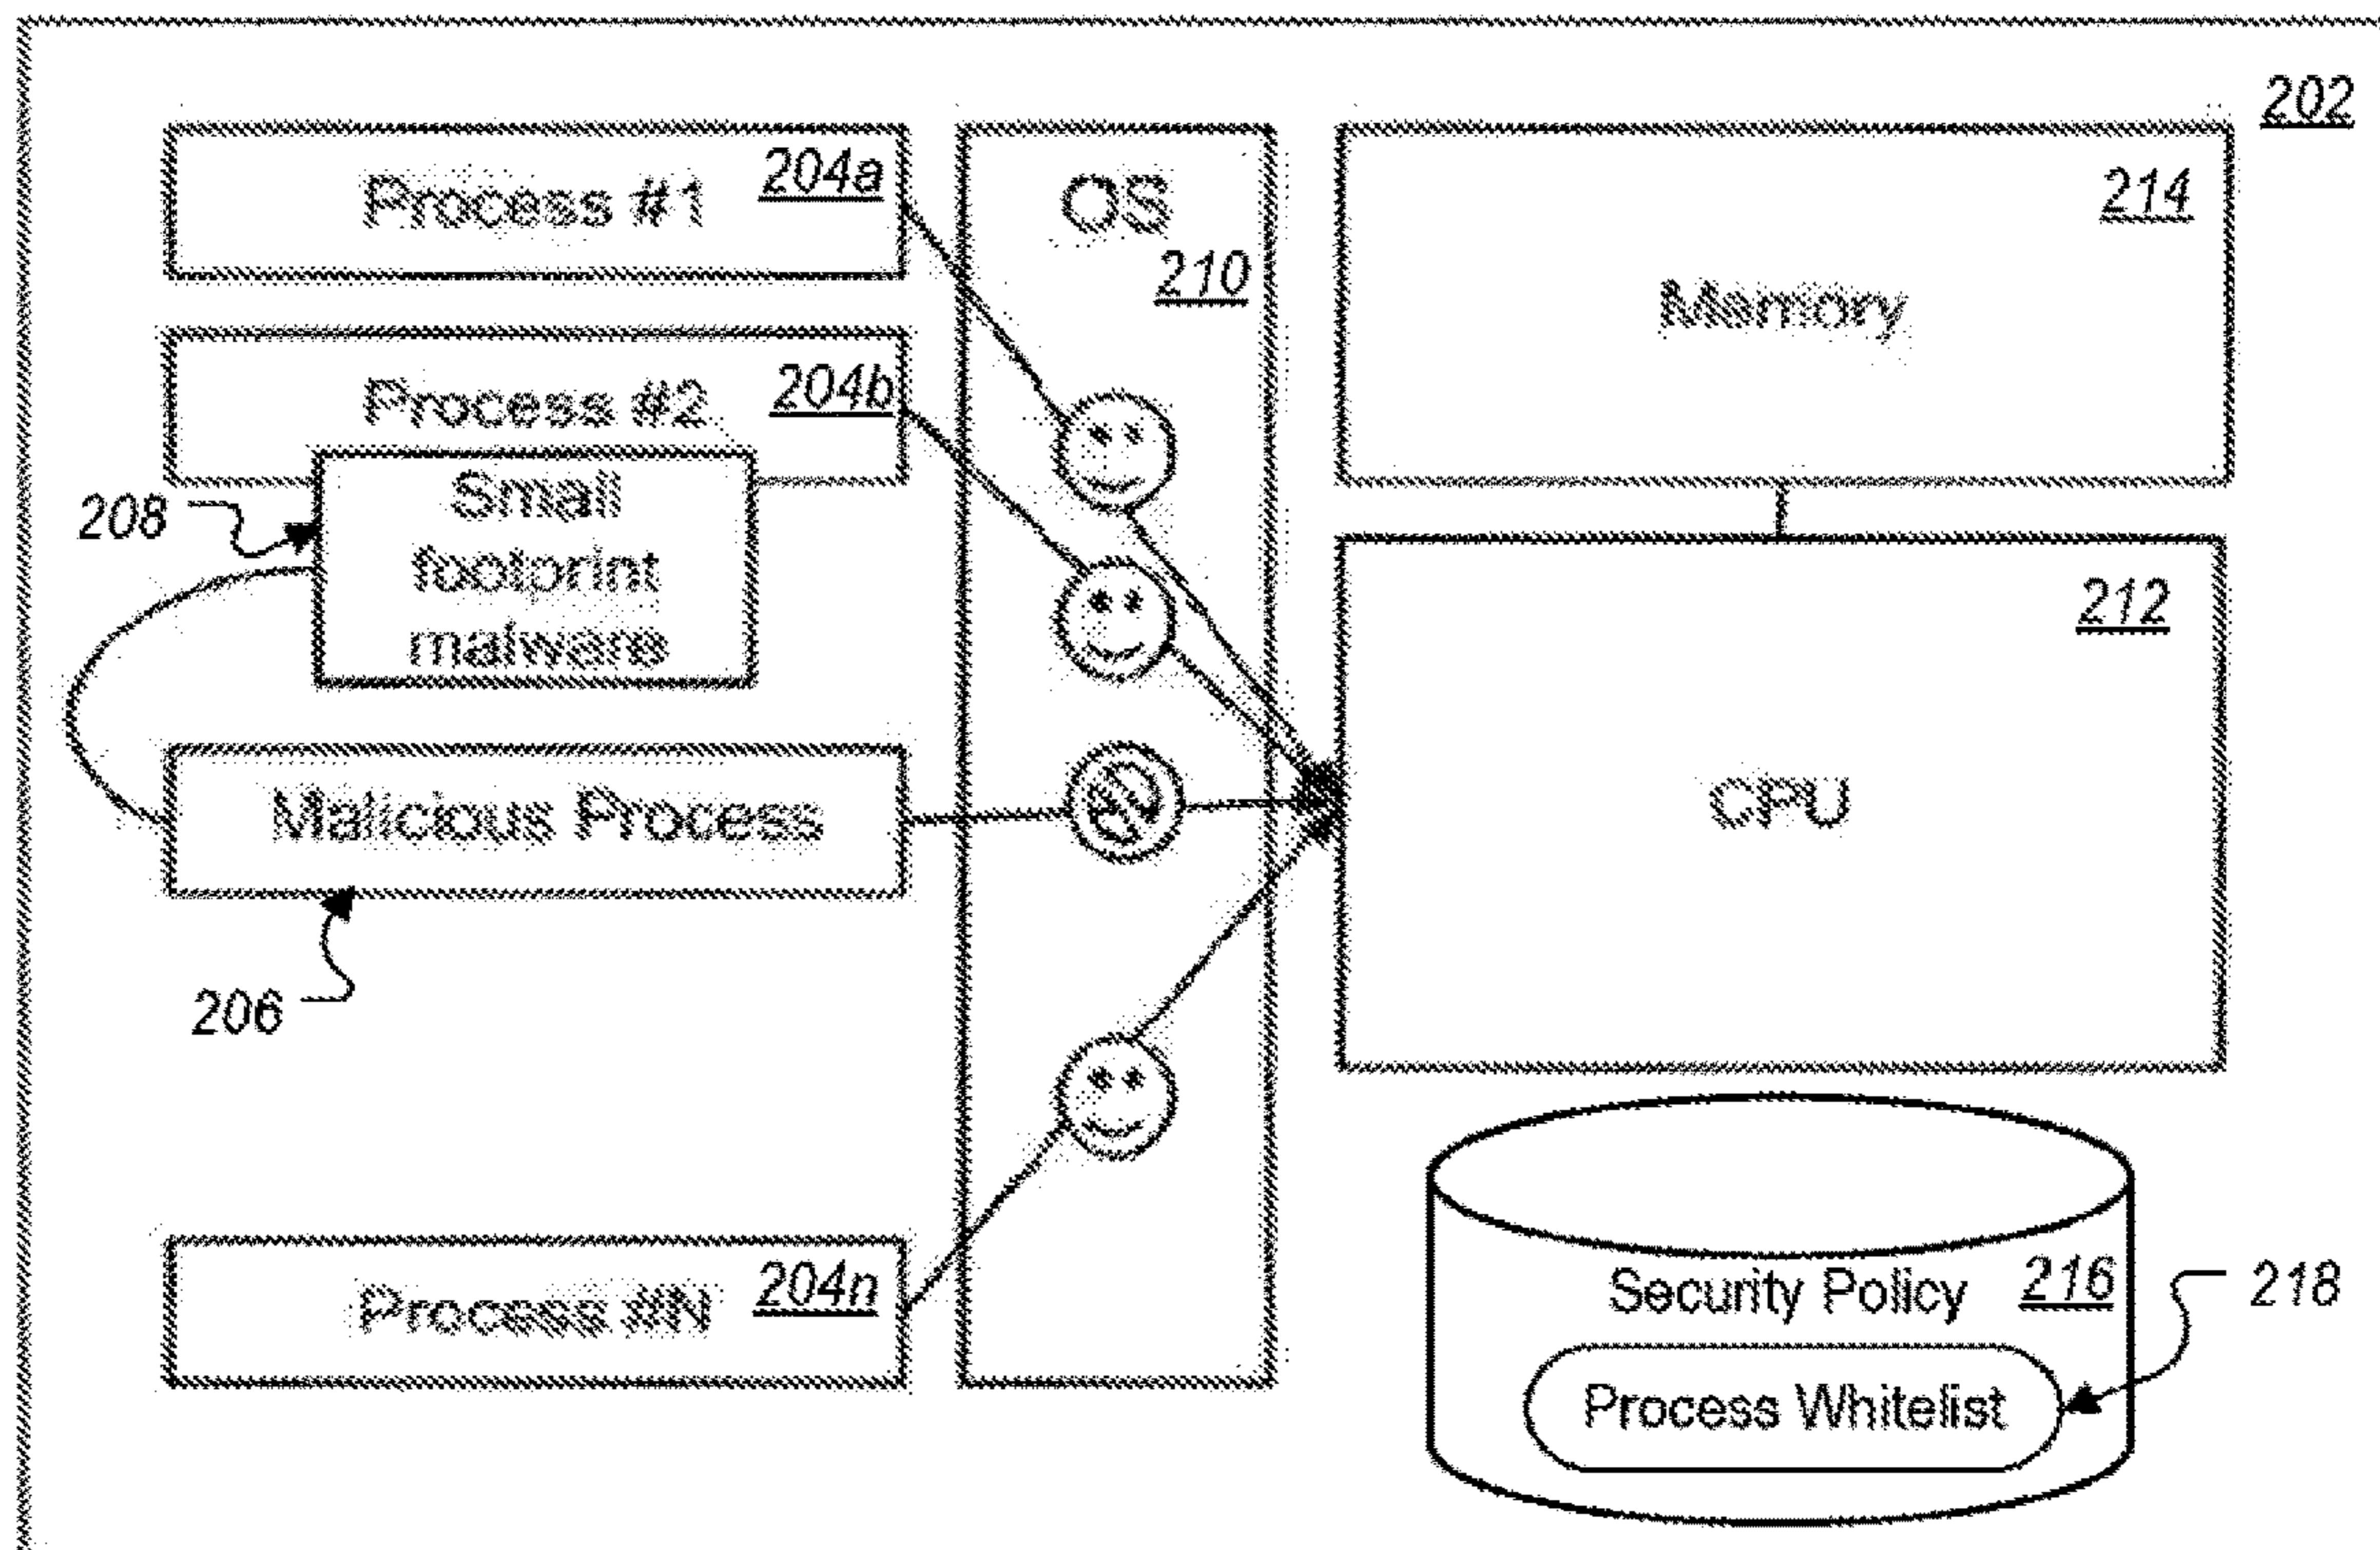 202
Process #1
204a
OS
210
214
Memory
Process #2
204b
208
Small
footprint
malware
212
CPU
Malicious Process
206
Process #N
204n
Security Policy
216
218
Process Whitelist